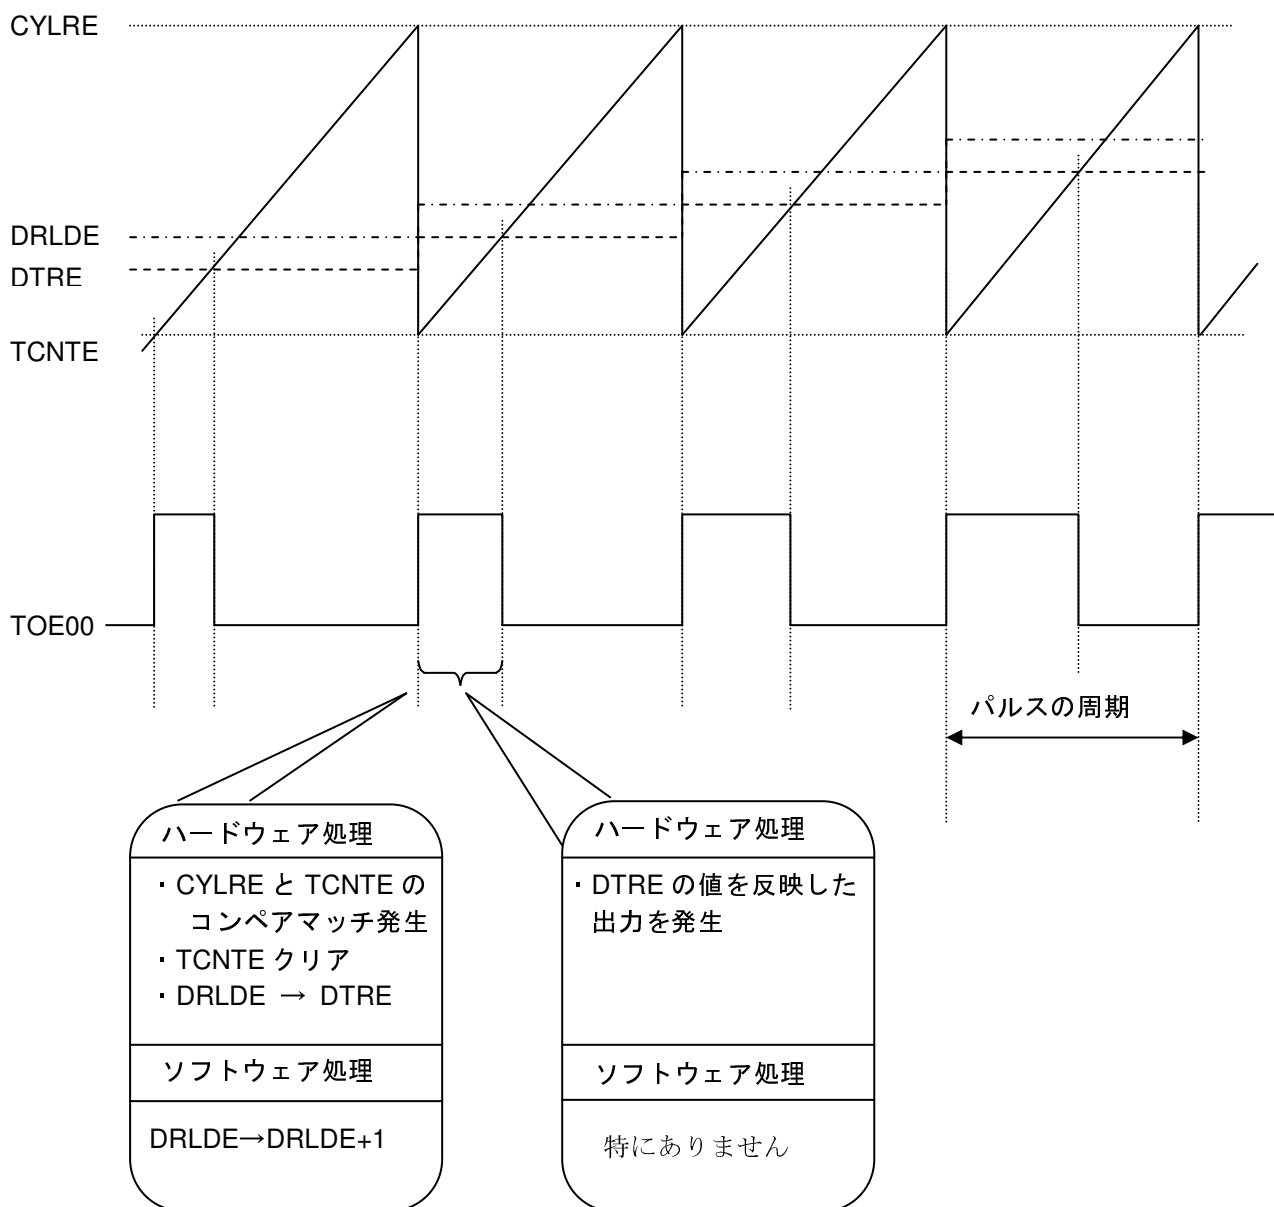 CYLRE
DRLDE
DTRE
TCNTE
TOE00
パルスの周期
ハードウェア処理
・CYLRE と TCNTE の
コンペアマッチ発生
・TCNTE クリア
・DRLDE → DTRE
ソフトウェア処理
DRLDE→DRLDE+1
ハードウェア処理
・DTRE の値を反映した
出力を発生
ソフトウェア処理
特にありません